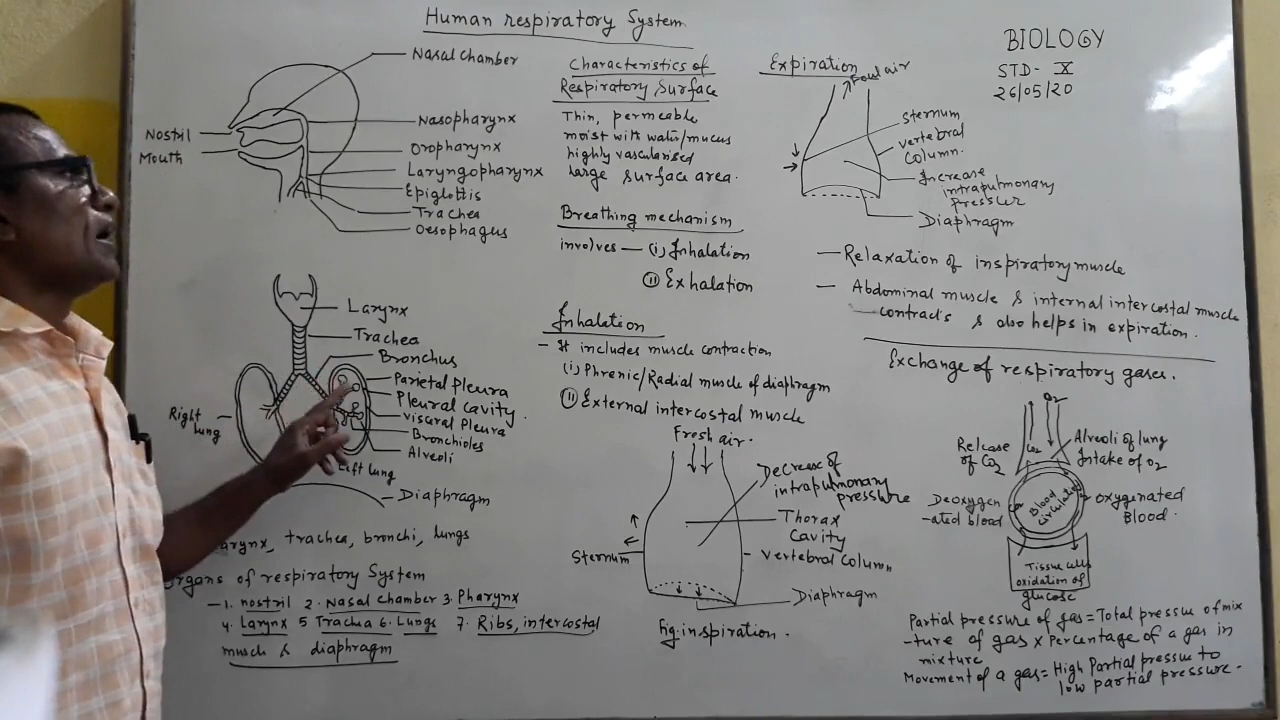 Human respiratory System
BIOLOGY
STD- X
26/05/20
Nasal chamber
Nostril
Mouth
Nasopharynx
Oropharynx
Laryngopharynx
Epiglottis
Trachea
Oesophagus
Larynx
Trachea
Bronchus
Parietal Pleura
Pleural cavity.
visceral Pleura
Bronchioles
Alveoli
Right lung
Left lung
Diaphragm
arynx, trachea, bronchi, lungs
organs of respiratory System
-1. nostril 2. Nasal Chamber 3. Pharynx
4. Larynx 5 Trachea 6. Lungs 7. Ribs, intercostal
muscle & diaphragm
Characteristics of
Respiratory Surface
Thin, permeable
moist with water/mucus
highly vascularised
large surface area.
Breathing mechanism
involves — (i) Inhalation
(ii) Exhalation
Inhalation
- It includes muscle contraction
(i) Phrenic/Radial muscle of diaphragm
(ii) External intercostal muscle
Fresh air.
Decrease of
intrapulmonary
pressure
Thorax
Cavity
Sternum
vertebral column
Diaphragm
Fig. inspiration.
Expiration
Foul air
sternum
vertebral
column.
Increase
intrapulmonary
pressure
Diaphragm
— Relaxation of inspiratory muscle
— Abdominal muscle & internal intercostal muscle
contracts & also helps in expiration.
Exchange of respiratory gases.
O2
CO2
Release
of CO2
Alveoli of lung
Intake of O2
Deoxygen
-ated blood
Blood
circulation
oxygenated
Blood.
Tissue cells
oxidation of
glucose
Partial pressure of gas = Total pressure of mix
-ture of gas x Percentage of a gas in
mixture
Movement of a gas = High Partial pressure to
low partial pressure.